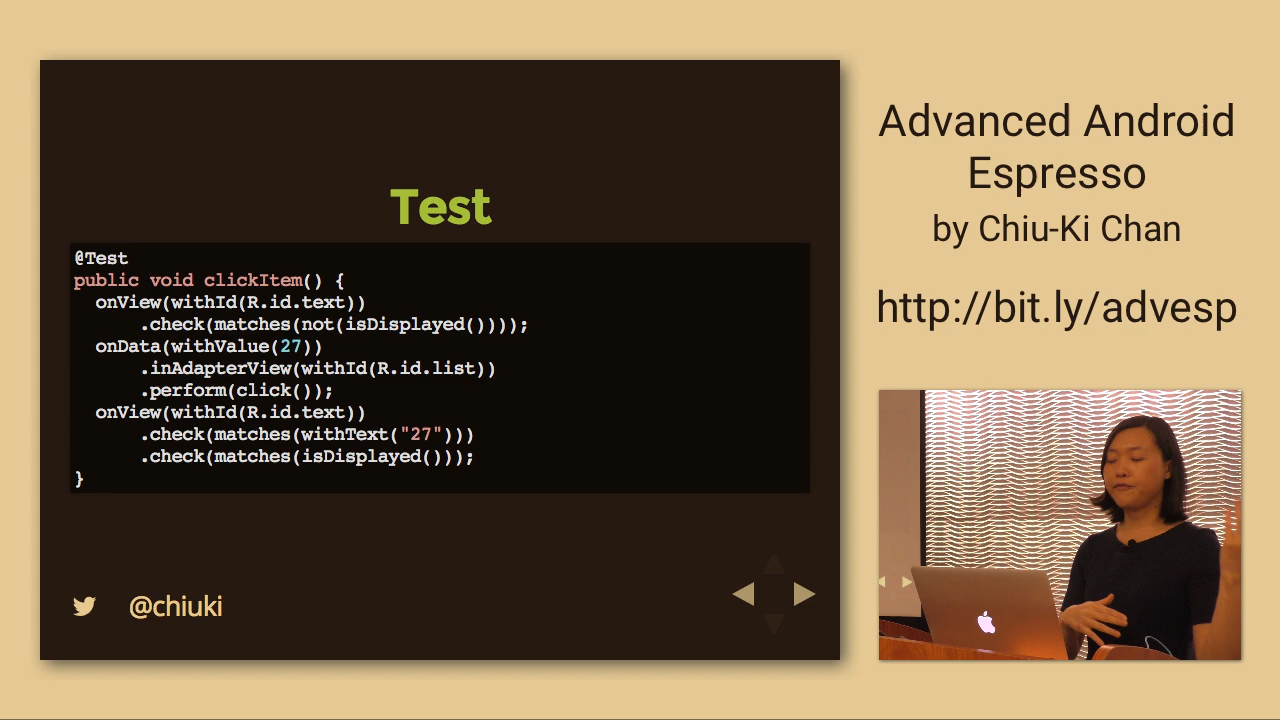 Test
@Test
public void clickItem() {
  onView(withId(R.id.text))
      .check(matches(not(isDisplayed())));
  onData(withValue(27))
      .inAdapterView(withId(R.id.list))
      .perform(click());
  onView(withId(R.id.text))
      .check(matches(withText("27")))
      .check(matches(isDisplayed()));
}
@chiuki
Advanced Android
Espresso
by Chiu-Ki Chan
http://bit.ly/advesp